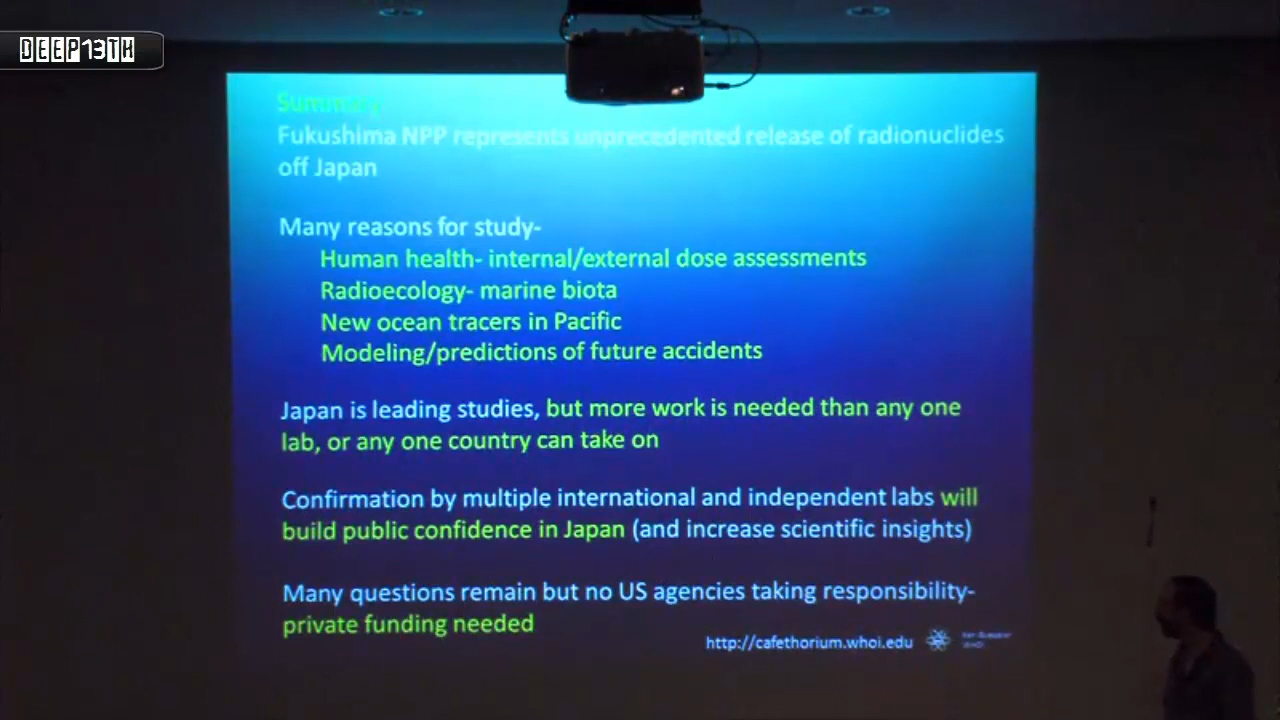 DEEP13TH
Summary
Fukushima NPP represents unprecedented release of radionuclides
off Japan
Many reasons for study-
Human health- internal/external dose assessments
Radioecology- marine biota
New ocean tracers in Pacific
Modeling/predictions of future accidents
Japan is leading studies, but more work is needed than any one
lab, or any one country can take on
Confirmation by multiple international and independent labs will
build public confidence in Japan (and increase scientific insights)
Many questions remain but no US agencies taking responsibility-
private funding needed
http://cafethorium.whoi.edu